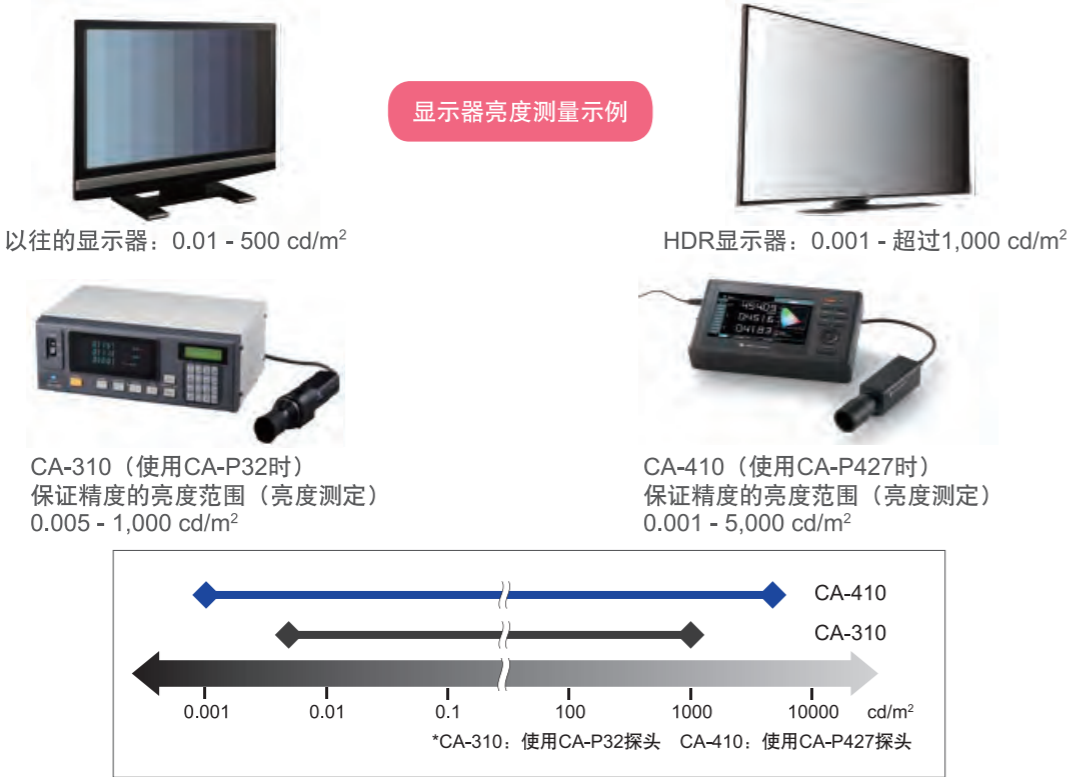 显示器亮度测量示例
以往的显示器：0.01 - 500 cd/m²
HDR显示器：0.001 - 超过1,000 cd/m²
CA-310（使用CA-P32时）
保证精度的亮度范围（亮度测定）
0.005 - 1,000 cd/m²
CA-410（使用CA-P427时）
保证精度的亮度范围（亮度测定）
0.001 - 5,000 cd/m²
CA-410
CA-310
0.001 0.01 0.1 100 1000 10000 cd/m²
*CA-310：使用CA-P32探头 CA-410：使用CA-P427探头